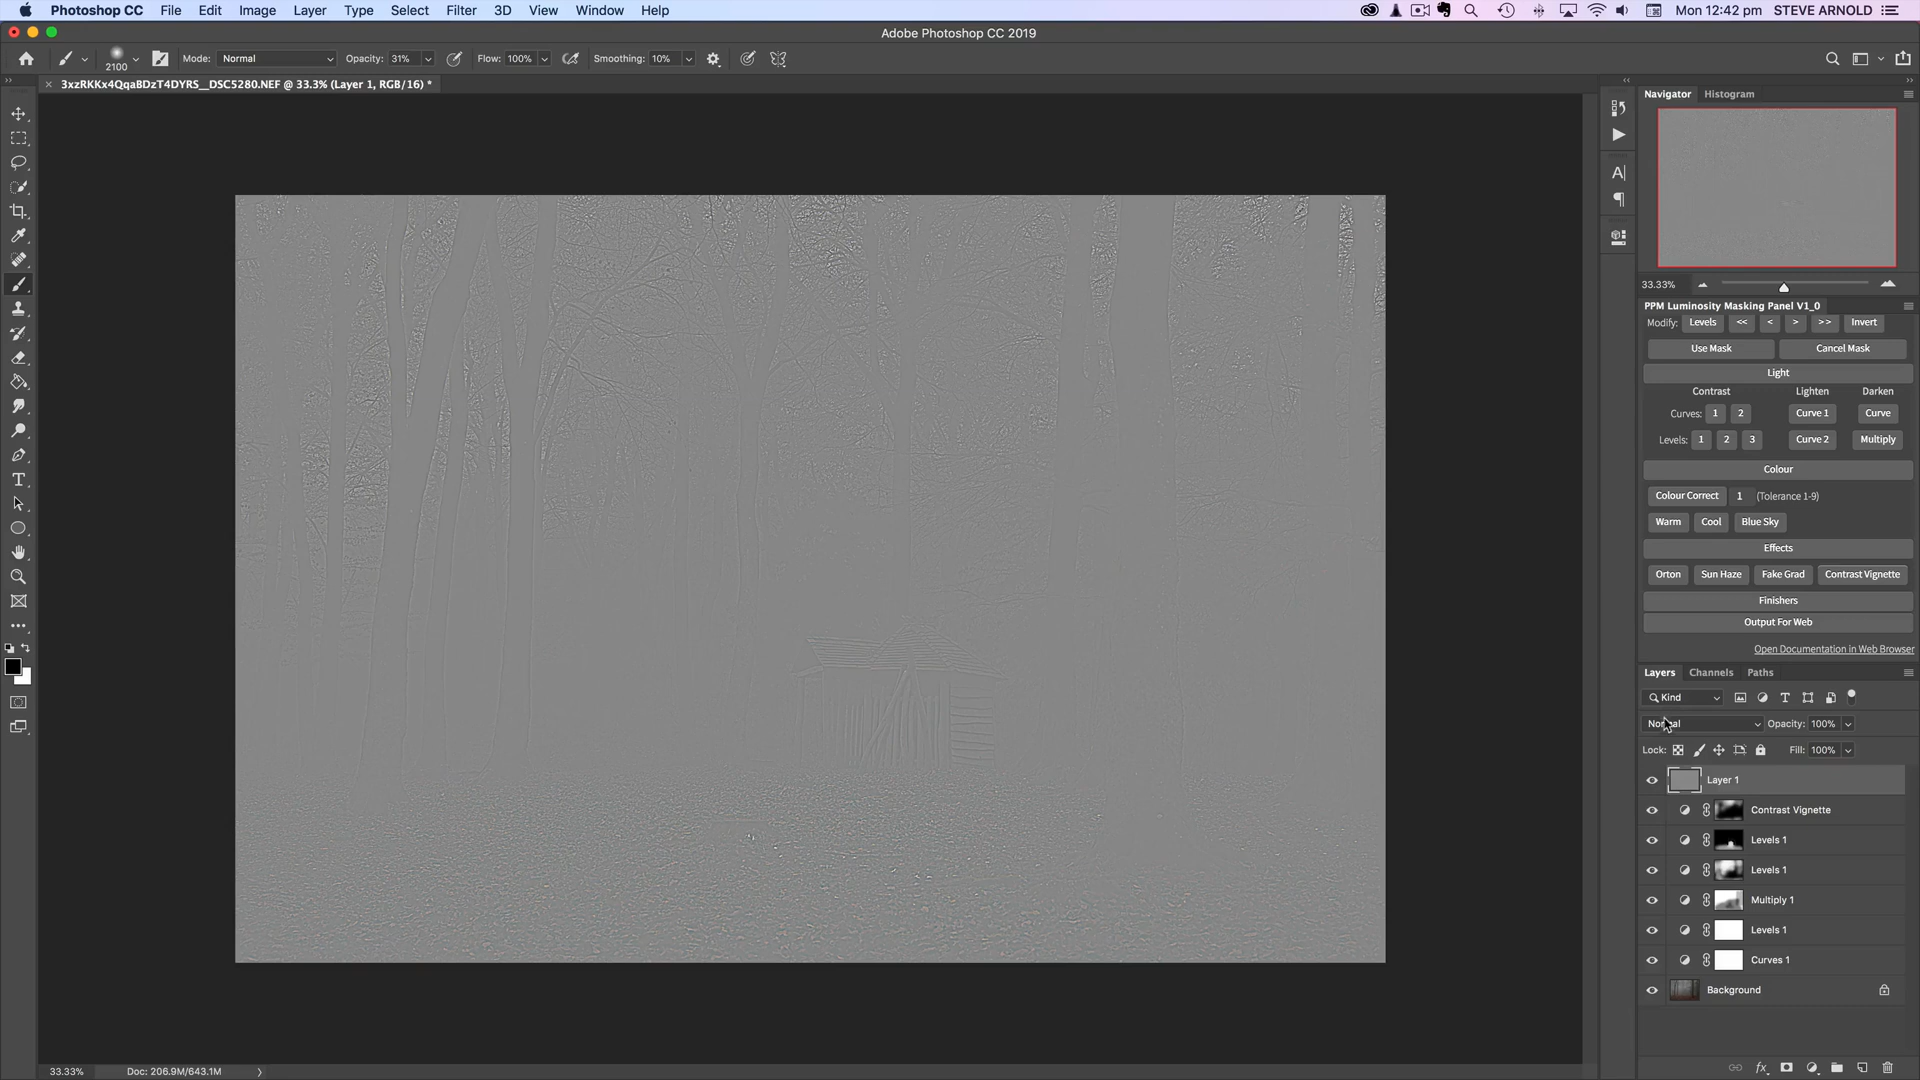 Photoshop CC File Edit Image Layer Type Select Filter 3D View Window Help Mon 12:42 pm STEVE ARNOLD
Adobe Photoshop CC 2019
2100 Mode: Normal Opacity: 31% Flow: 100% Smoothing: 10%
3xzRKKx4QqaBDzT4DYRS__DSC5280.NEF @ 33.3% (Layer 1, RGB/16) *
Navigator Histogram
33.33%
PPM Luminosity Masking Panel V1_0
Modify: Levels << < > >> Invert
Use Mask Cancel Mask
Light
Contrast Lighten Darken
Curves: 1 2 Curve 1 Curve
Levels: 1 2 3 Curve 2 Multiply
Colour
Colour Correct 1 (Tolerance 1-9)
Warm Cool Blue Sky
Effects
Orton Sun Haze Fake Grad Contrast Vignette
Finishers
Output For Web
Open Documentation in Web Browser
Layers Channels Paths
Kind
Normal Opacity: 100%
Lock: Fill: 100%
Layer 1
Contrast Vignette
Levels 1
Levels 1
Multiply 1
Levels 1
Curves 1
Background
33.33% Doc: 206.9M/643.1M